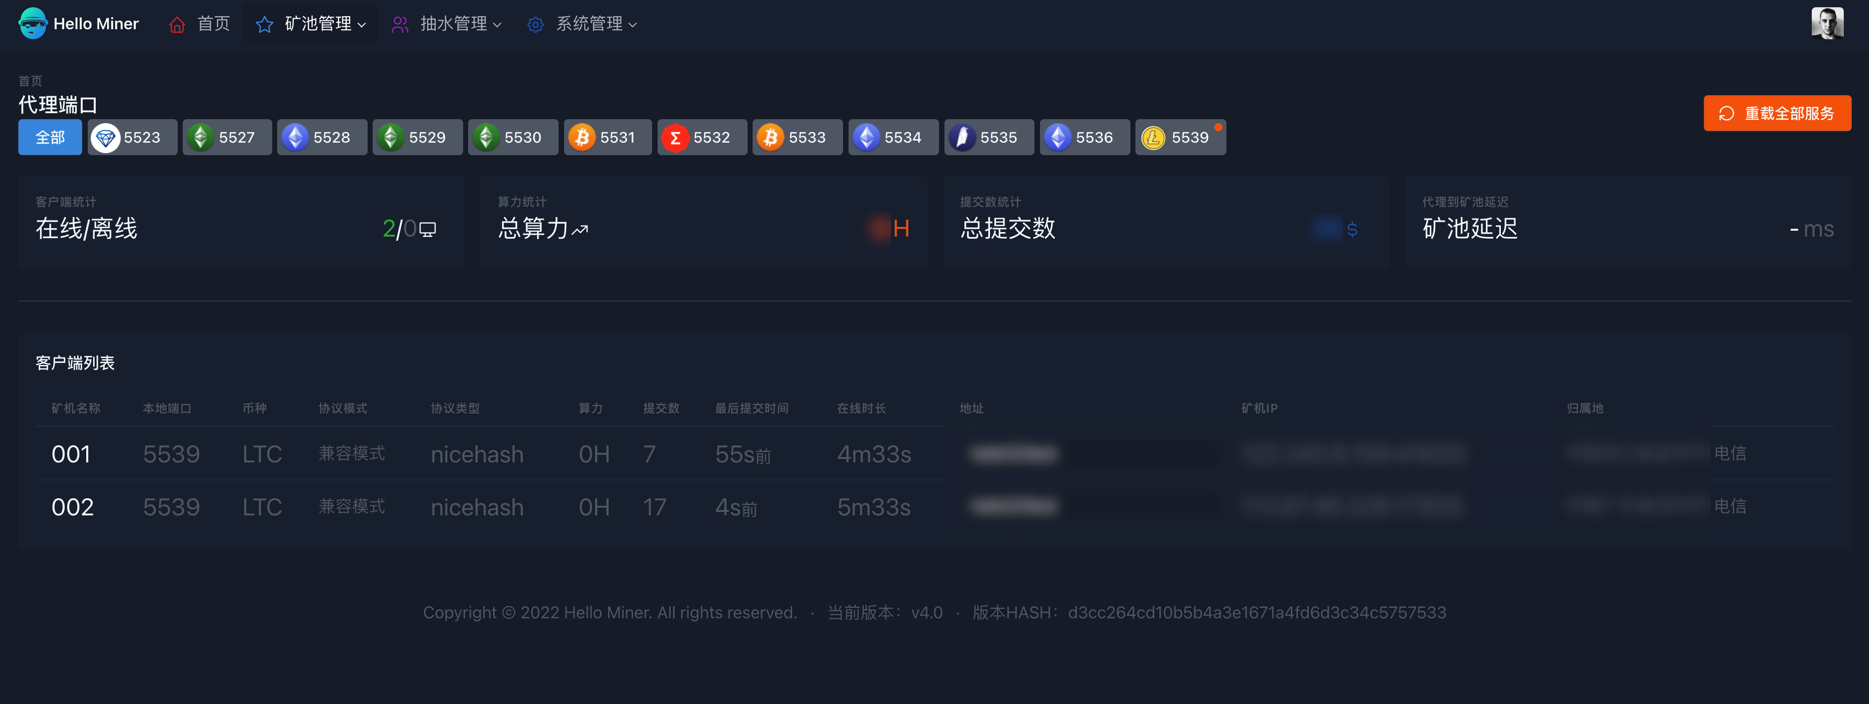 Hello Miner 首页 矿池管理 抽水管理 系统管理
首页
代理端口
重载全部服务
全部 5523 5527 5528 5529 5530 5531 5532 5533 5534 5535 5536 5539
客户端统计 算力统计 提交数统计 代理到矿池延迟
在线/离线 2/0 总算力 H 总提交数 $ 矿池延迟 - ms
客户端列表
矿机名称 本地端口 币种 协议模式 协议类型 算力 提交数 最后提交时间 在线时长 地址 矿机IP 归属地
001 5539 LTC 兼容模式 nicehash 0H 7 55s前 4m33s 电信
002 5539 LTC 兼容模式 nicehash 0H 17 4s前 5m33s 电信
Copyright © 2022 Hello Miner. All rights reserved. · 当前版本：v4.0 · 版本HASH：d3cc264cd10b5b4a3e1671a4fd6d3c34c5757533